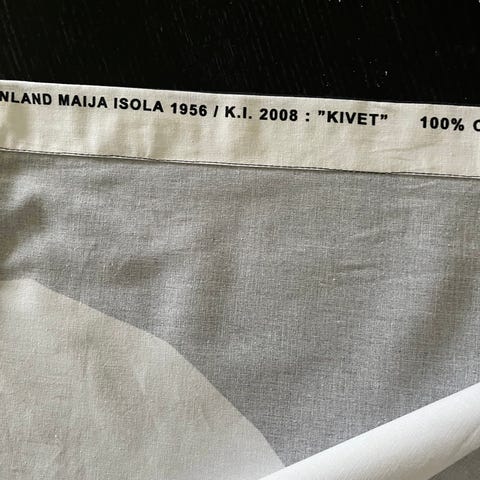 NLAND MAIJA ISOLA 1956 / K.I. 2008 : "KIVET" 100%